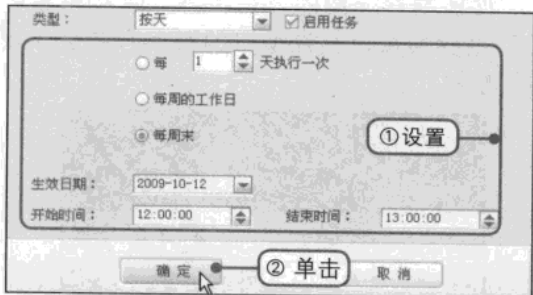 类型： 按天 启用任务
每 1 天执行一次
每周的工作日
每周末
①设置
生效日期： 2009-10-12
开始时间： 12:00:00 结束时间： 13:00:00
确定 ② 单击 取消